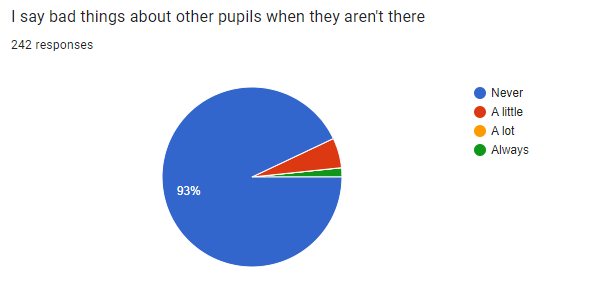 I say bad things about other pupils when they aren't there
242 responses
Never
A little
A lot
Always
93%